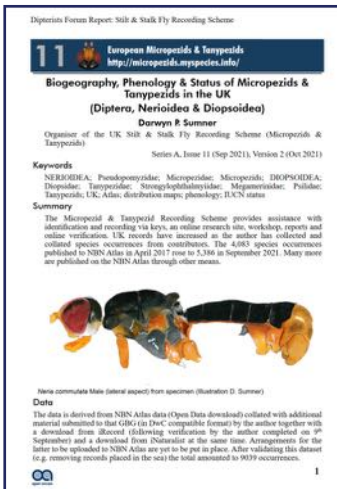 Dipterists Forum Report: Stilt & Stalk Fly Recording Scheme
11
European Micropezids & Tanypezids
http://micropezids.myspecies.info/
Biogeography, Phenology & Status of Micropezids &
Tanypezids in the UK
(Diptera, Nerioidea & Diopsoidea)
Darwyn P. Sumner
Organiser of the UK Stilt & Stalk Fly Recording Scheme (Micropezids &
Tanypezids)
Series A, Issue 11 (Sep 2021), Version 2 (Oct 2021)
Keywords
NERIOIDEA; Pseudopomyzidae; Micropezidae; Micropezids; DIOPSOIDEA;
Diopsidae; Tanypezidae; Strongylophthalmyiidae; Megamerinidae; Psilidae;
Tanypezids; UK; Atlas; distribution maps; phenology; IUCN status
Summary
The Micropezid & Tanypezid Recording Scheme provides assistance with
identification and recording via keys, an online research site, workshop, reports and
online verification. UK records have increased as the author has collected and
collated species occurrences from contributors. The 4,083 species occurrences
published to NBN Atlas in April 2017 rose to 5,386 in September 2021. Many more
are published on the NBN Atlas through other means.
Neria commutata Male (lateral aspect) from specimen (Illustration D. Sumner)
Data
The data is derived from NBN Atlas data (Open Data download) collated with additional
material submitted to that GBG (in DwC compatible format) by the author together with
a download from iRecord (following verification by the author completed on 9th
September) and a download from iNaturalist at the same time. Arrangements for the
latter to be uploaded to NBN Atlas are yet to be put in place. After validating this dataset
(e.g. removing records placed in the sea) the total amounted to 9039 occurrences.
1